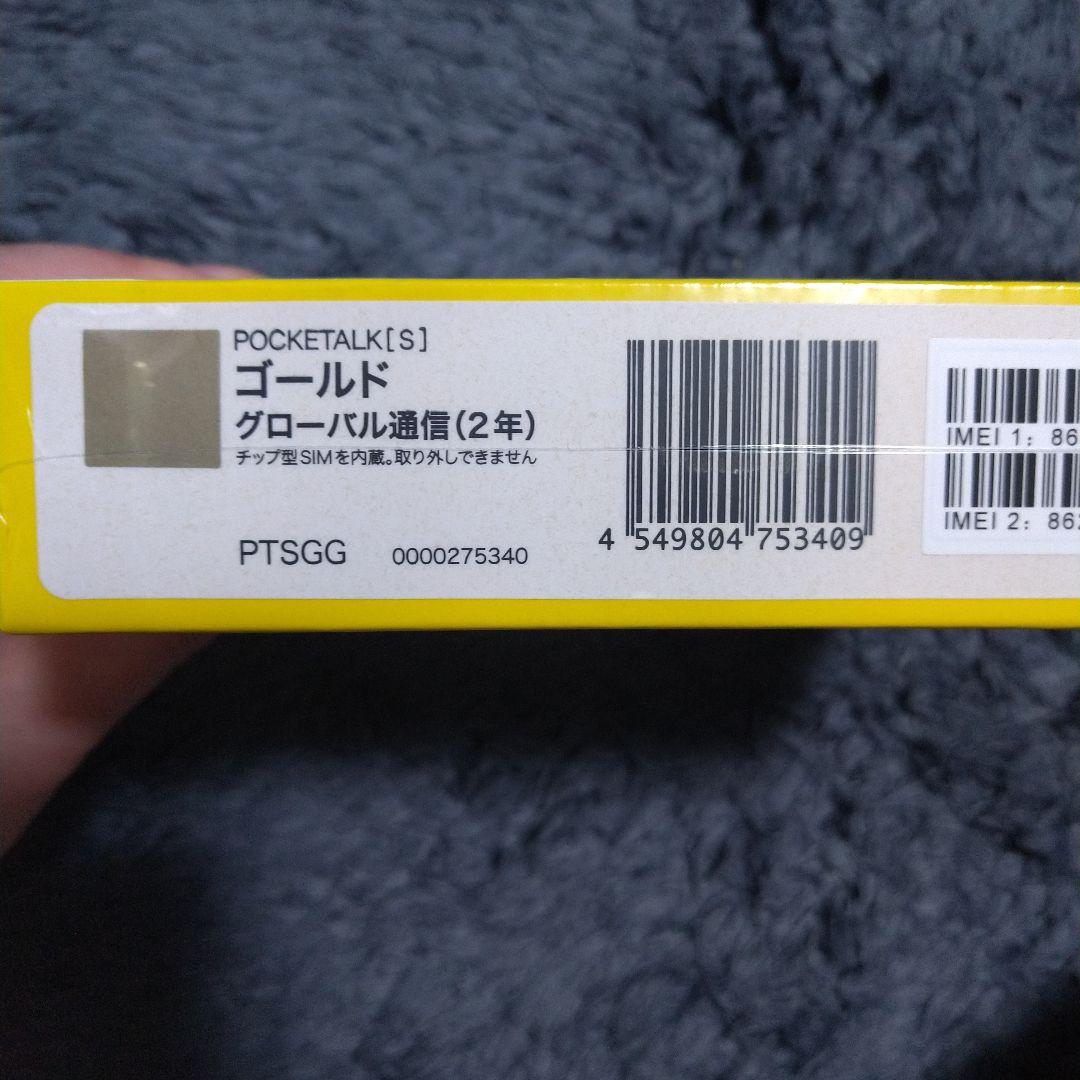 POCKETALK[S]
ゴールド
グローバル通信(2年)
チップ型SIMを内蔵。取り外しできません
PTSGG 0000275340
4 549804 753409
IMEI 1: 86
IMEI 2: 86